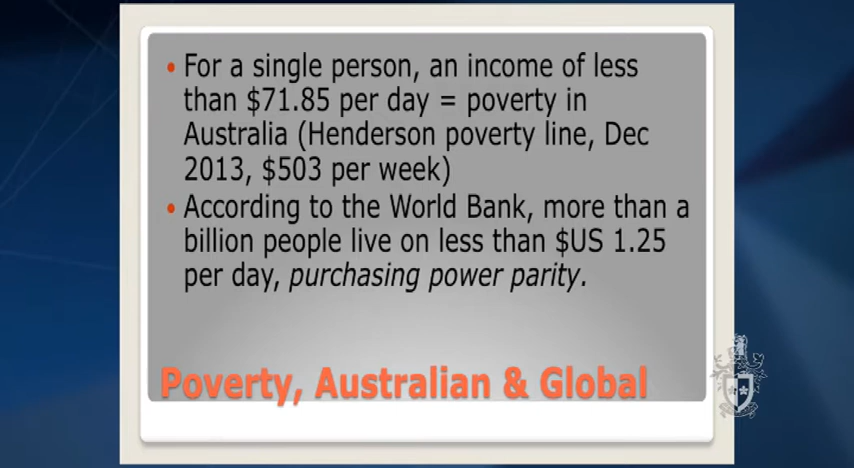 • For a single person, an income of less
than $71.85 per day = poverty in
Australia (Henderson poverty line, Dec
2013, $503 per week)
• According to the World Bank, more than a
billion people live on less than $US 1.25
per day, purchasing power parity.
Poverty, Australian & Global